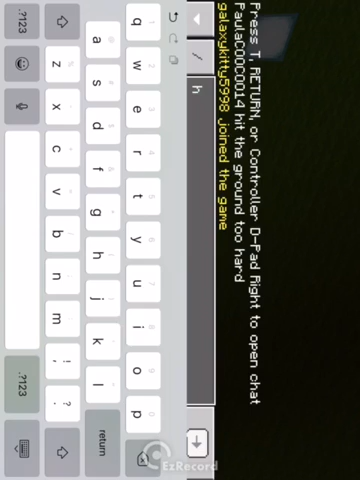 Press T, RETURN, or Controller D-Pad Right to open chat
PaulaC00C0014 hit the ground too hard
galaxykitty5998 joined the game
/
h
q w e r t y u i o p
a s d f g h j k l
return
z x c v b n m , ! . ?
.?123
.?123
EzRecord